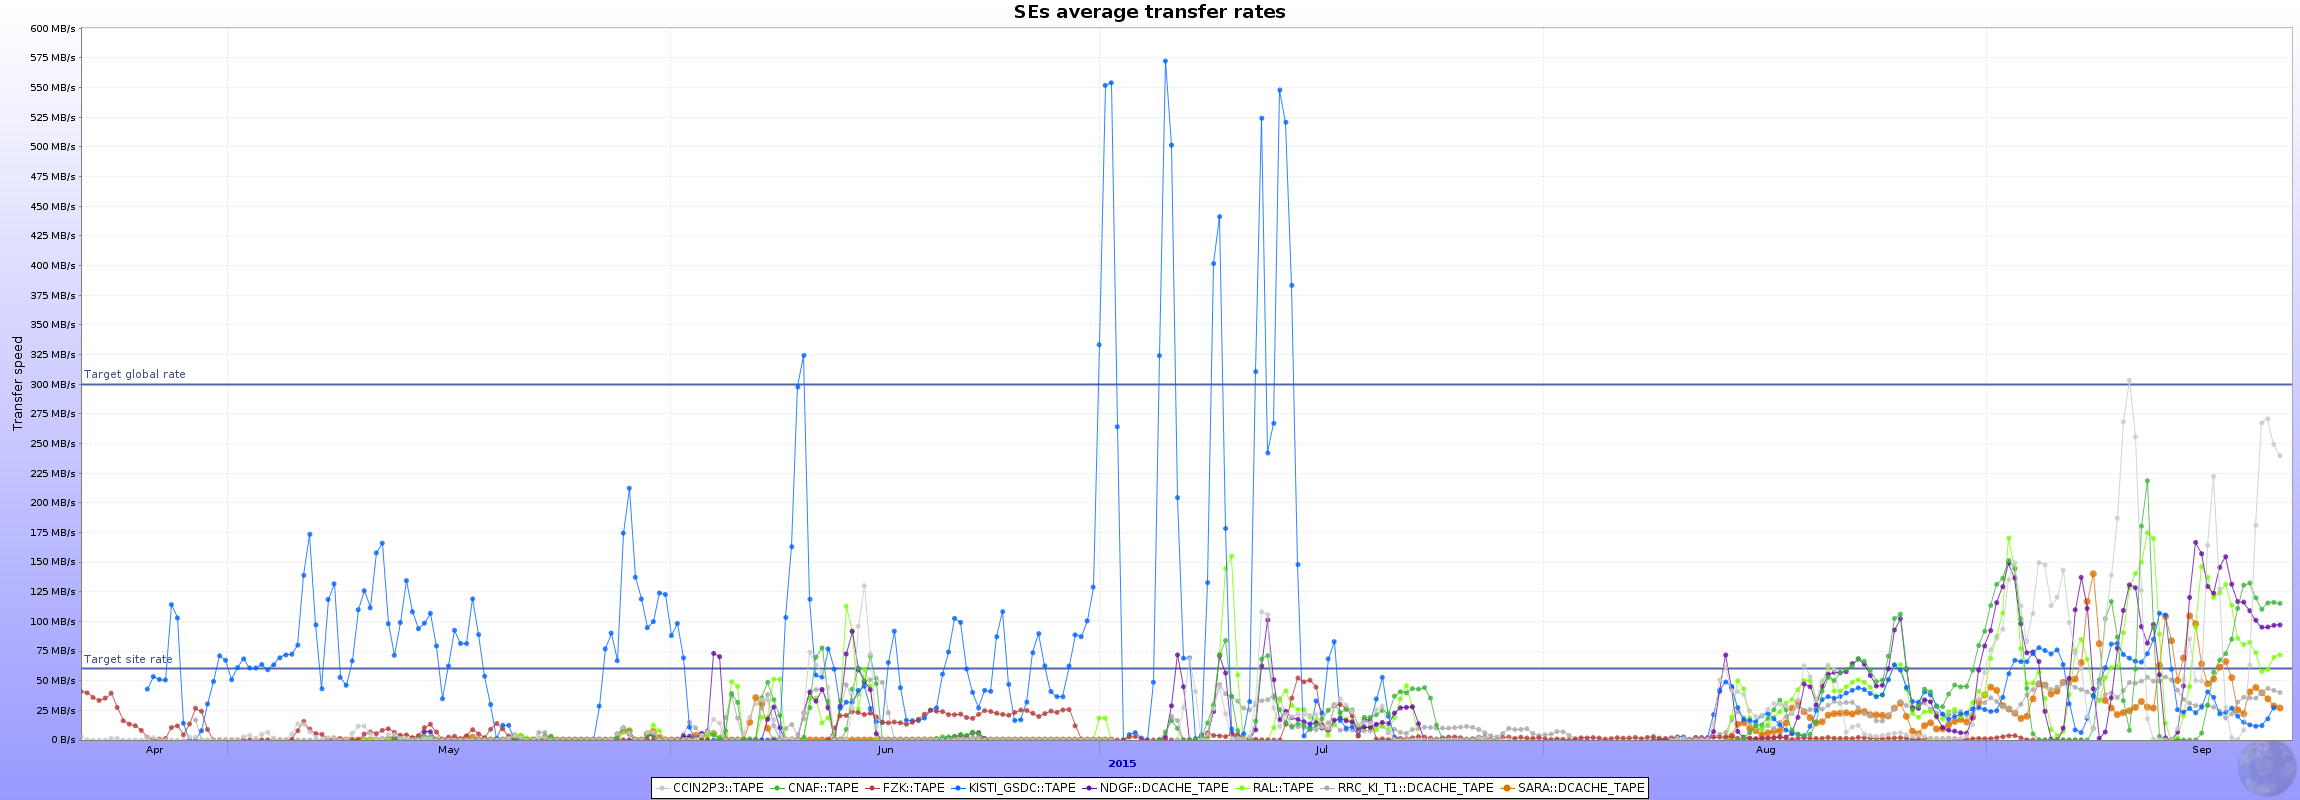 SEs average transfer rates
600 MB/s
575 MB/s
550 MB/s
525 MB/s
500 MB/s
475 MB/s
450 MB/s
425 MB/s
400 MB/s
375 MB/s
350 MB/s
325 MB/s
300 MB/s
275 MB/s
250 MB/s
225 MB/s
200 MB/s
175 MB/s
150 MB/s
125 MB/s
100 MB/s
75 MB/s
50 MB/s
25 MB/s
0 B/s
Transfer speed
Target global rate
Target site rate
Apr May Jun Jul Aug Sep
2015
CCIN2P3::TAPE CNAF::TAPE FZK::TAPE KISTI_GSDC::TAPE NDGF::DCACHE_TAPE RAL::TAPE RRC_KI_T1::DCACHE_TAPE SARA::DCACHE_TAPE